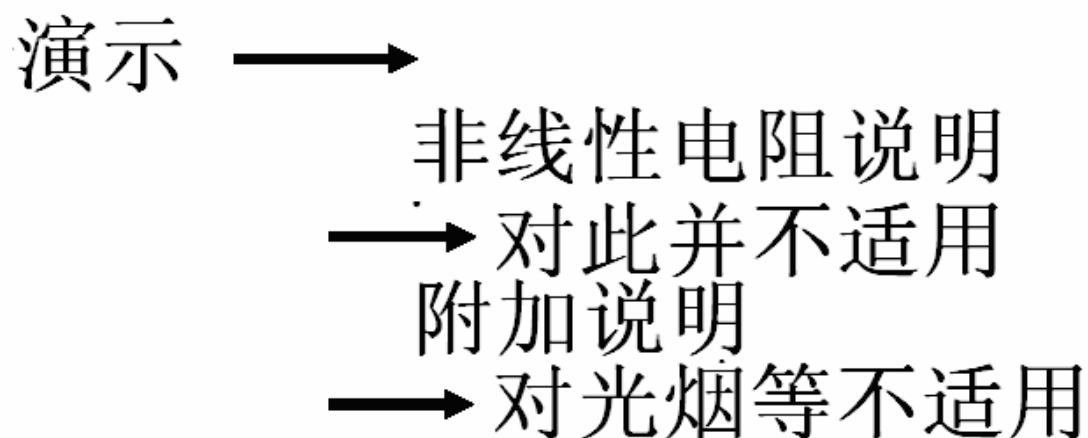 演示
非线性电阻说明
对此并不适用
附加说明
对光烟等不适用